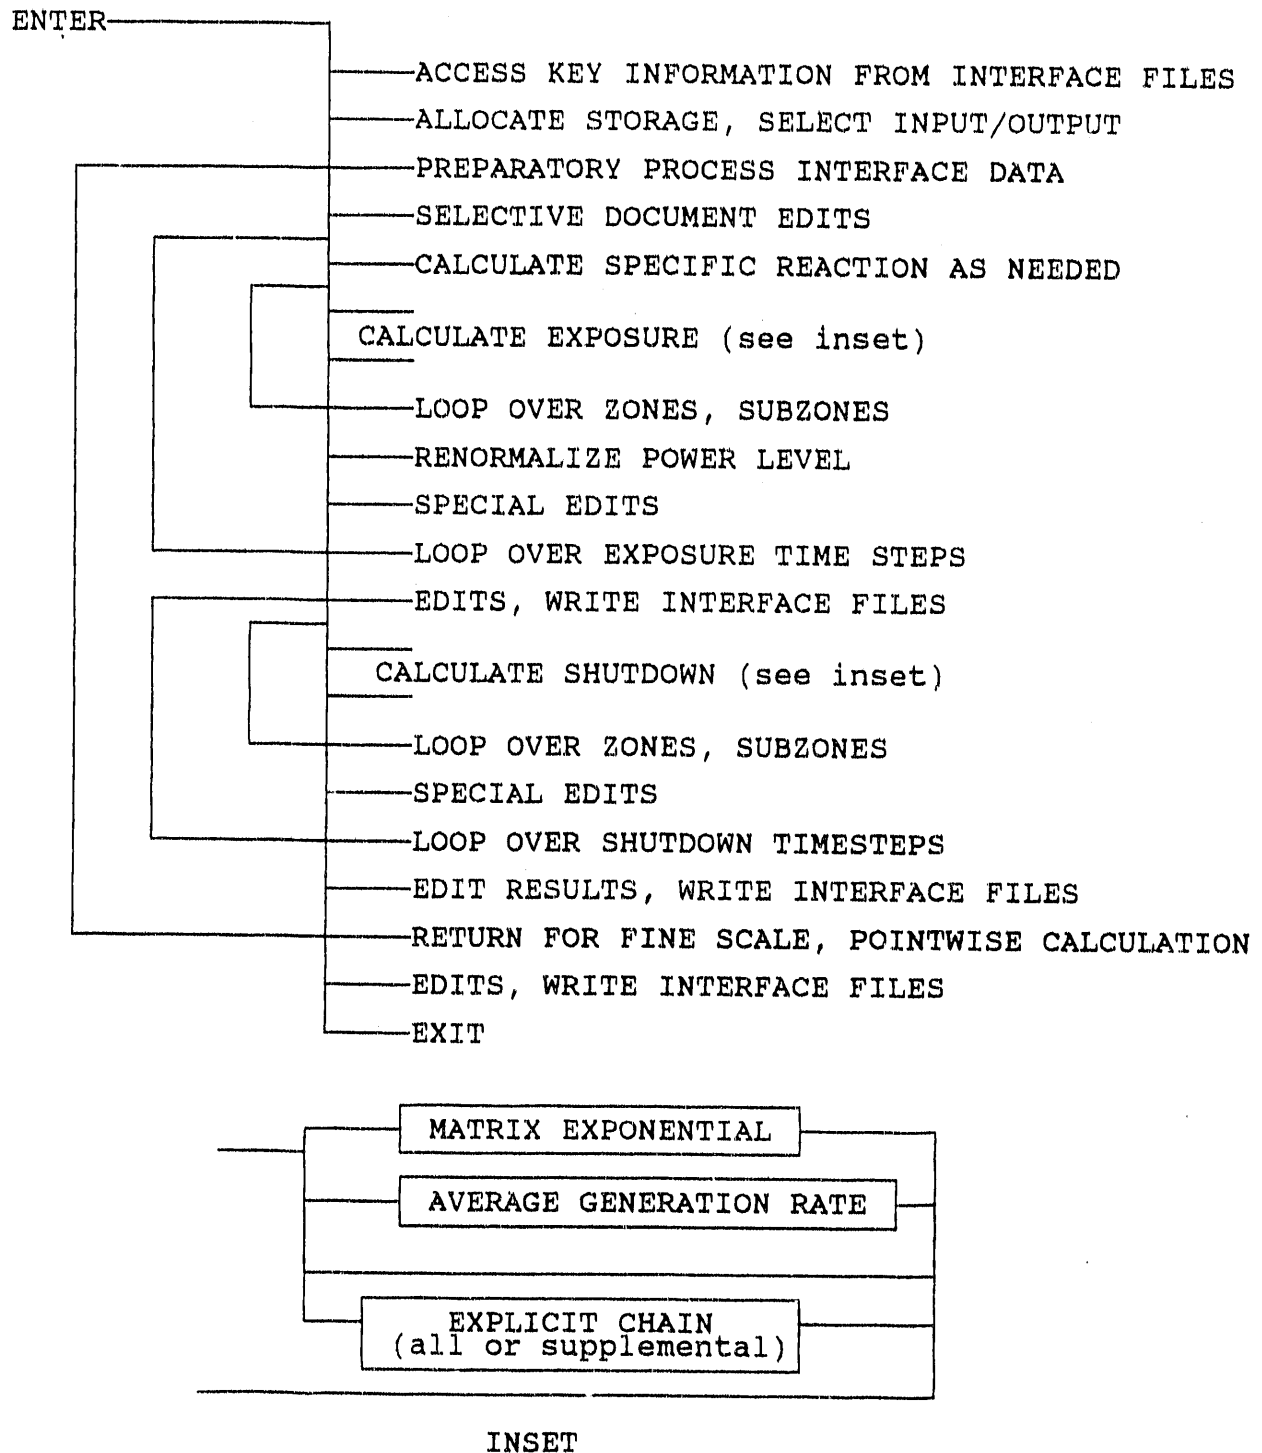 ENTER
ACCESS KEY INFORMATION FROM INTERFACE FILES
ALLOCATE STORAGE, SELECT INPUT/OUTPUT
PREPARATORY PROCESS INTERFACE DATA
SELECTIVE DOCUMENT EDITS
CALCULATE SPECIFIC REACTION AS NEEDED
CALCULATE EXPOSURE (see inset)
LOOP OVER ZONES, SUBZONES
RENORMALIZE POWER LEVEL
SPECIAL EDITS
LOOP OVER EXPOSURE TIME STEPS
EDITS, WRITE INTERFACE FILES
CALCULATE SHUTDOWN (see inset)
LOOP OVER ZONES, SUBZONES
SPECIAL EDITS
LOOP OVER SHUTDOWN TIMESTEPS
EDIT RESULTS, WRITE INTERFACE FILES
RETURN FOR FINE SCALE, POINTWISE CALCULATION
EDITS, WRITE INTERFACE FILES
EXIT
MATRIX EXPONENTIAL
AVERAGE GENERATION RATE
EXPLICIT CHAIN
(all or supplemental)
INSET